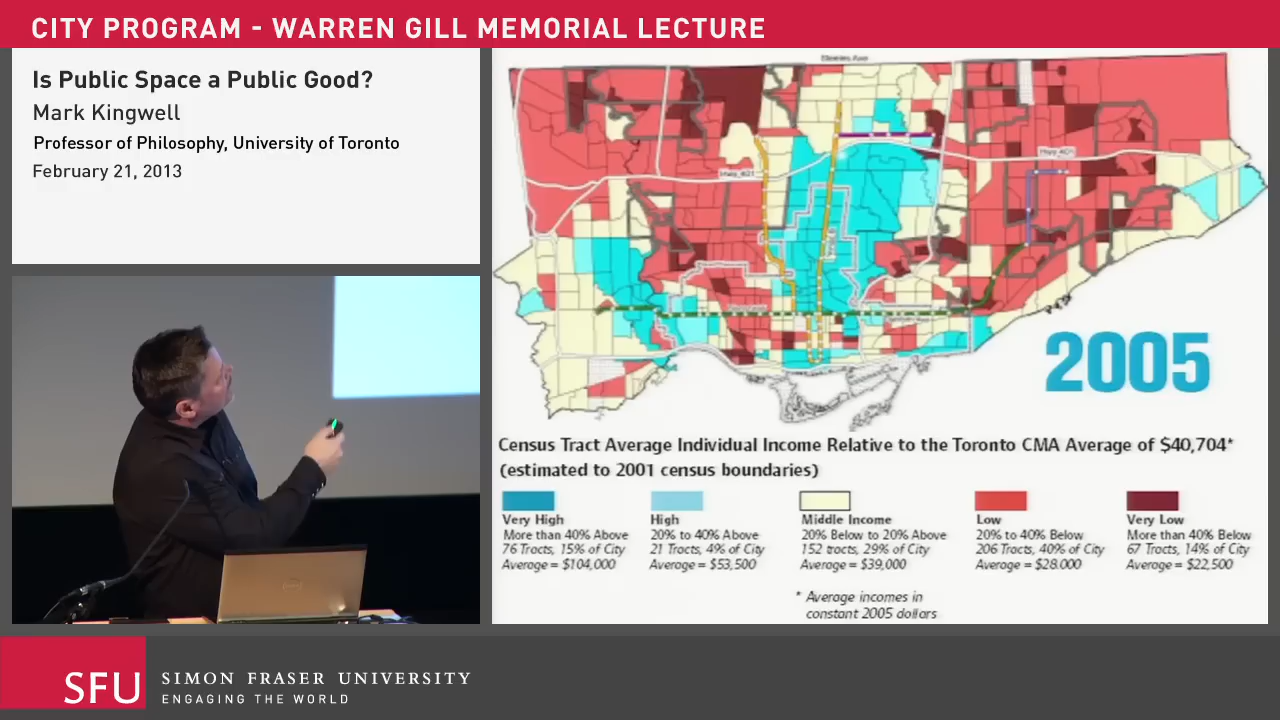 CITY PROGRAM - WARREN GILL MEMORIAL LECTURE
Is Public Space a Public Good?
Mark Kingwell
Professor of Philosophy, University of Toronto
February 21, 2013
Steeles Ave
Hwy 401
Hwy 401
2005
Census Tract Average Individual Income Relative to the Toronto CMA Average of $40,704*
(estimated to 2001 census boundaries)
Very High
More than 40% Above
76 Tracts, 15% of City
Average = $104,000
High
20% to 40% Above
21 Tracts, 4% of City
Average = $53,500
Middle Income
20% Below to 20% Above
152 tracts, 29% of City
Average = $39,000
Low
20% to 40% Below
206 Tracts, 40% of City
Average = $28.000
Very Low
More than 40% Below
67 Tracts, 14% of City
Average = $22,500
* Average incomes in
constant 2005 dollars
SFU
SIMON FRASER UNIVERSITY
ENGAGING THE WORLD